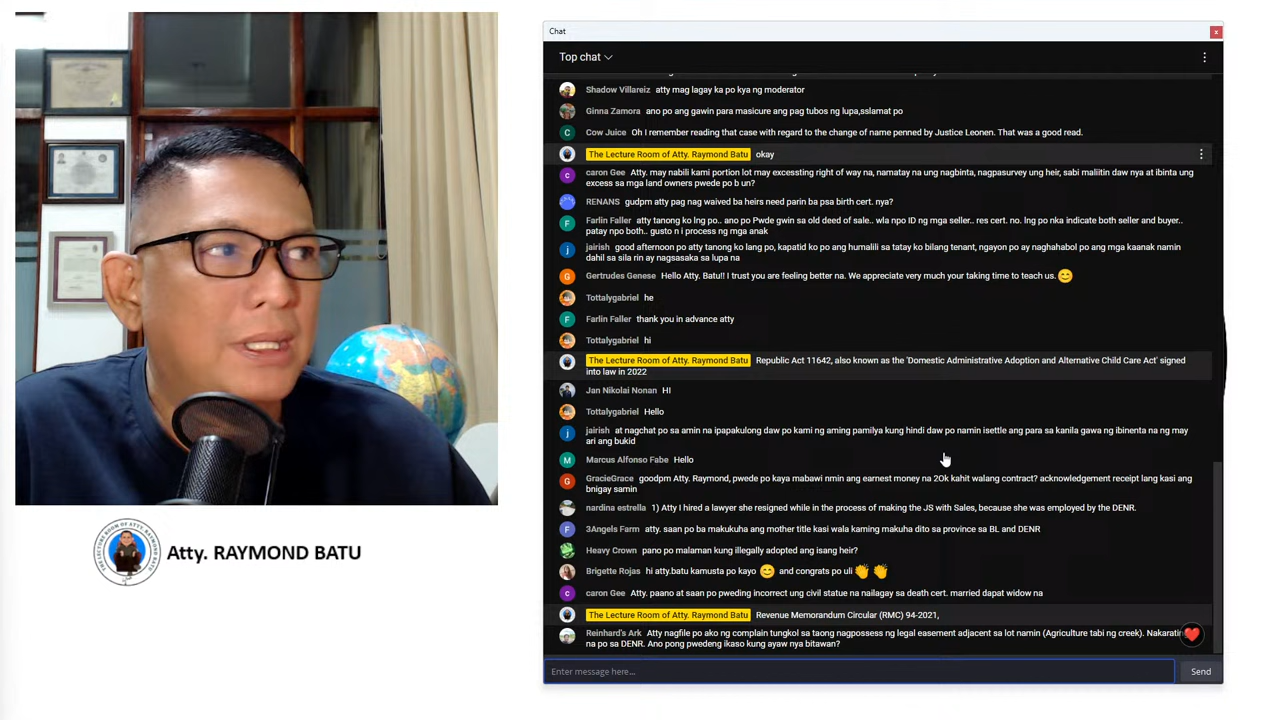 Chat
x
Top chat
Shadow Villareiz atty mag lagay ka po kya ng moderator
Ginna Zamora ano po ang gawin para masicure ang pag tubos ng lupa,sslamat po
C Cow Juice Oh I remember reading that case with regard to the change of name penned by Justice Leonen. That was a good read.
The Lecture Room of Atty. Raymond Batu okay
c caron Gee Atty. may nabili kami portion lot may excessting right of way na, namatay na ung nagbinta, nagpasurvey ung heir, sabi maliitin daw nya at ibinta ung
excess sa mga land owners pwede po b un?
RENANS gudpm atty pag nag waived ba heirs need parin ba psa birth cert. nya?
F Farlin Faller atty tanong ko lng po.. ano po Pwde gwin sa old deed of sale.. wla npo ID ng mga seller.. res cert. no. lng po nka indicate both seller and buyer..
patay npo both.. gusto n i process ng mga anak
j jairish good afternoon po atty tanong ko lang po, kapatid ko po ang humalili sa tatay ko bilang tenant, ngayon po ay naghahabol po ang mga kaanak namin
dahil sa sila rin ay nagsasaka sa lupa na
G Gertrudes Genese Hello Atty. Batu!! I trust you are feeling better na. We appreciate very much your taking time to teach us. 😊
Tottalygabriel he
F Farlin Faller thank you in advance atty
Tottalygabriel hi
The Lecture Room of Atty. Raymond Batu Republic Act 11642, also known as the 'Domestic Administrative Adoption and Alternative Child Care Act' signed
into law in 2022
Jan Nikolai Nonan HI
Tottalygabriel Hello
j jairish at nagchat po sa amin na ipapakulong daw po kami ng aming pamilya kung hindi daw po namin isettle ang para sa kanila gawa ng ibinenta na ng may
ari ang bukid
M Marcus Alfonso Fabe Hello
G GracieGrace goodpm Atty. Raymond, pwede po kaya mabawi nmin ang earnest money na 2Ok kahit walang contract? acknowledgement receipt lang kasi ang
bnigay samin
nardina estrella 1) Atty I hired a lawyer she resigned while in the process of making the JS with Sales, because she was employed by the DENR.
F 3Angels Farm atty. saan po ba makukuha ang mother title kasi wala kaming makuha dito sa province sa BL and DENR
Heavy Crown pano po malaman kung illegally adopted ang isang heir?
Brigette Rojas hi atty.batu kamusta po kayo 😊 and congrats po uli 👏 👏
c caron Gee Atty. paano at saan po pweding incorrect ung civil statue na nailagay sa death cert. married dapat widow na
The Lecture Room of Atty. Raymond Batu Revenue Memorandum Circular (RMC) 94-2021,
Reinhard's Ark Atty nagfile po ako ng complain tungkol sa taong nagpossess ng legal easement adjacent sa lot namin (Agriculture tabi ng creek). Nakarating
na po sa DENR. Ano pong pwedeng ikaso kung ayaw nya bitawan?
Enter message here...
Send
THE LECTURE ROOM OF ATTY. RAYMOND BATU
Atty. RAYMOND BATU